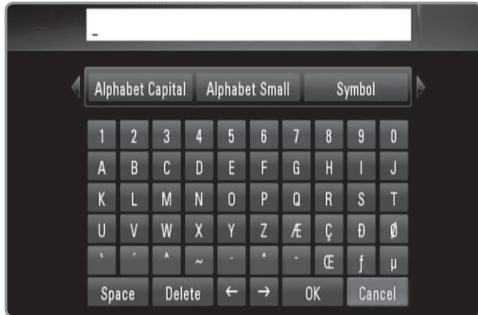 _
Alphabet Capital Alphabet Small Symbol
1 2 3 4 5 6 7 8 9 0
A B C D E F G H I J
K L M N O P Q R S T
U V W X Y Z Æ Ç Ð Ø
~ Œ ƒ µ
Space Delete ← → OK Cancel